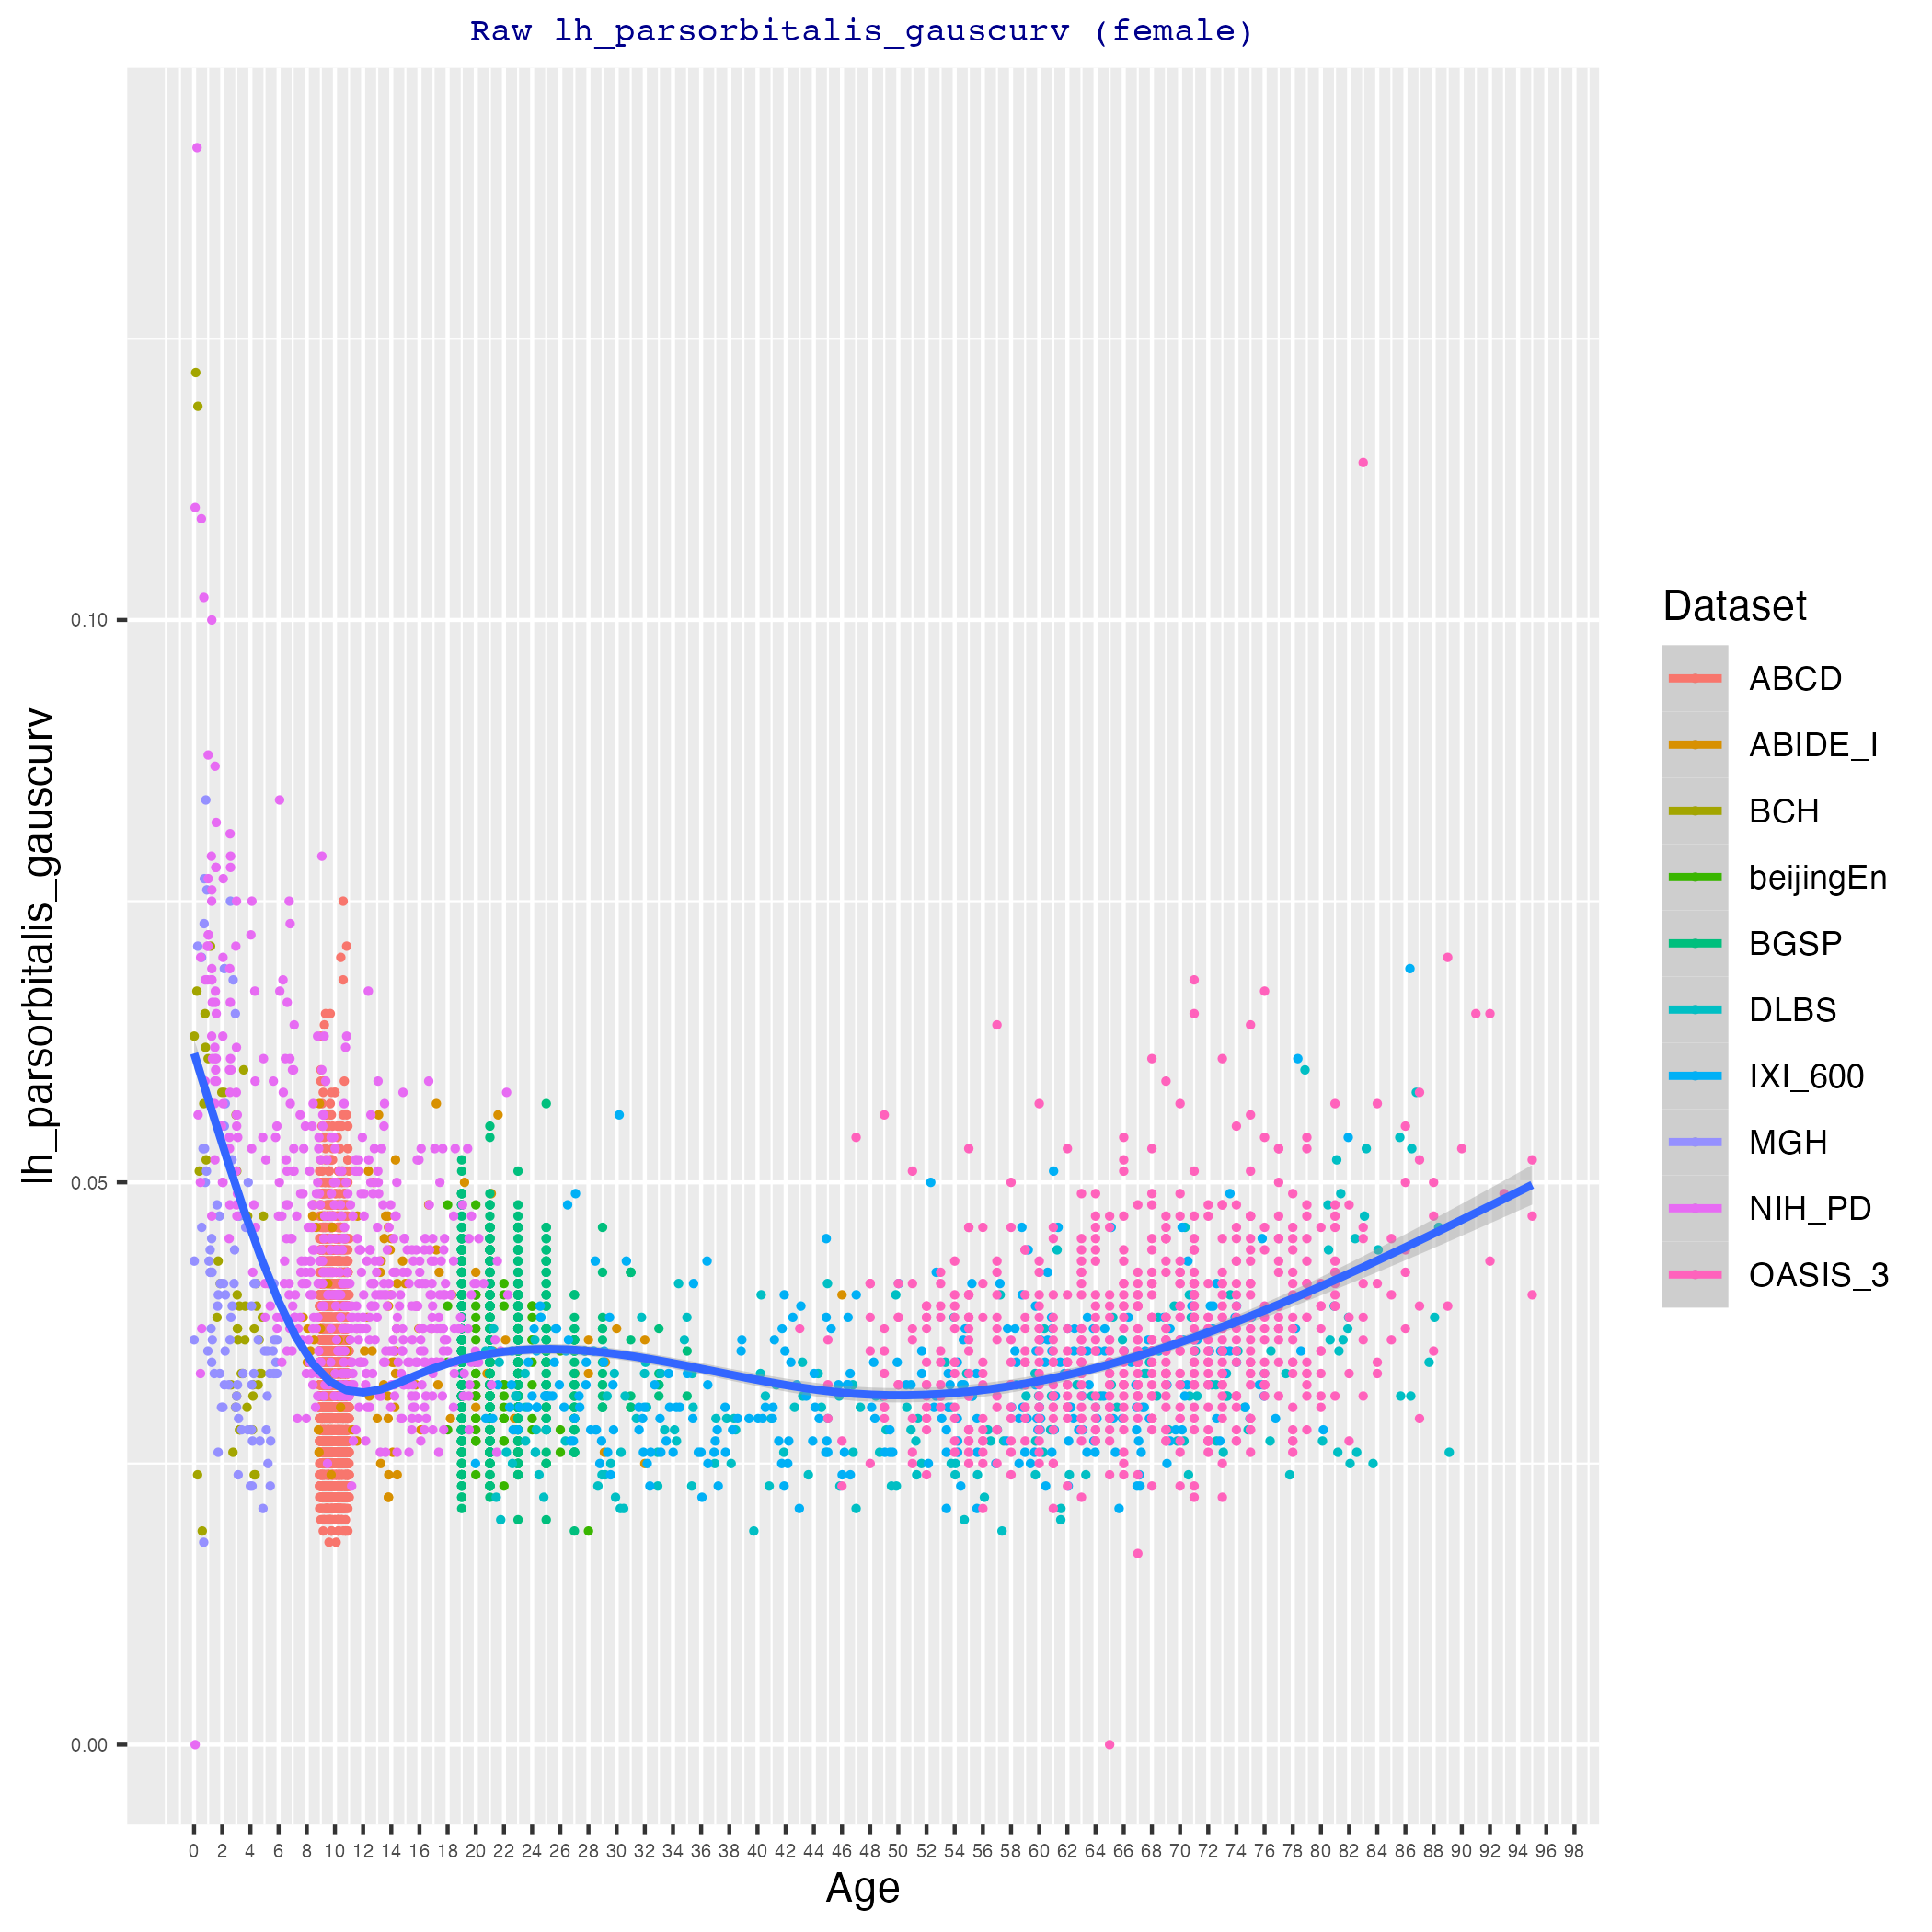 Raw lh_parsorbitalis_gauscurv (female)
lh_parsorbitalis_gauscurv
0.10
0.05
0.00
0 2 4 6 8 10 12 14 16 18 20 22 24 26 28 30 32 34 36 38 40 42 44 46 48 50 52 54 56 58 60 62 64 66 68 70 72 74 76 78 80 82 84 86 88 90 92 94 96 98
Age
Dataset
ABCD
ABIDE_I
BCH
beijingEn
BGSP
DLBS
IXI_600
MGH
NIH_PD
OASIS_3